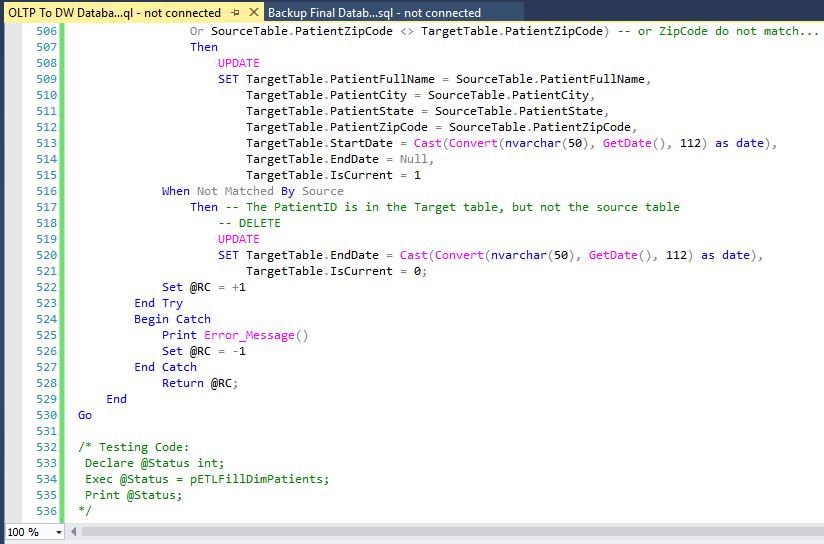 OLTP To DW Databa...ql - not connected
Backup Final Datab...sql - not connected
506 Or SourceTable.PatientZipCode <> TargetTable.PatientZipCode) -- or ZipCode do not match...
507 Then
508 UPDATE
509 SET TargetTable.PatientFullName = SourceTable.PatientFullName,
510 TargetTable.PatientCity = SourceTable.PatientCity,
511 TargetTable.PatientState = SourceTable.PatientState,
512 TargetTable.PatientZipCode = SourceTable.PatientZipCode,
513 TargetTable.StartDate = Cast(Convert(nvarchar(50), GetDate(), 112) as date),
514 TargetTable.EndDate = Null,
515 TargetTable.IsCurrent = 1
516 When Not Matched By Source
517 Then -- The PatientID is in the Target table, but not the source table
518 -- DELETE
519 UPDATE
520 SET TargetTable.EndDate = Cast(Convert(nvarchar(50), GetDate(), 112) as date),
521 TargetTable.IsCurrent = 0;
522 Set @RC = +1
523 End Try
524 Begin Catch
525 Print Error_Message()
526 Set @RC = -1
527 End Catch
528 Return @RC;
529 End
530 Go
531
532 /* Testing Code:
533 Declare @Status int;
534 Exec @Status = pETLFillDimPatients;
535 Print @Status;
536 */
100 %